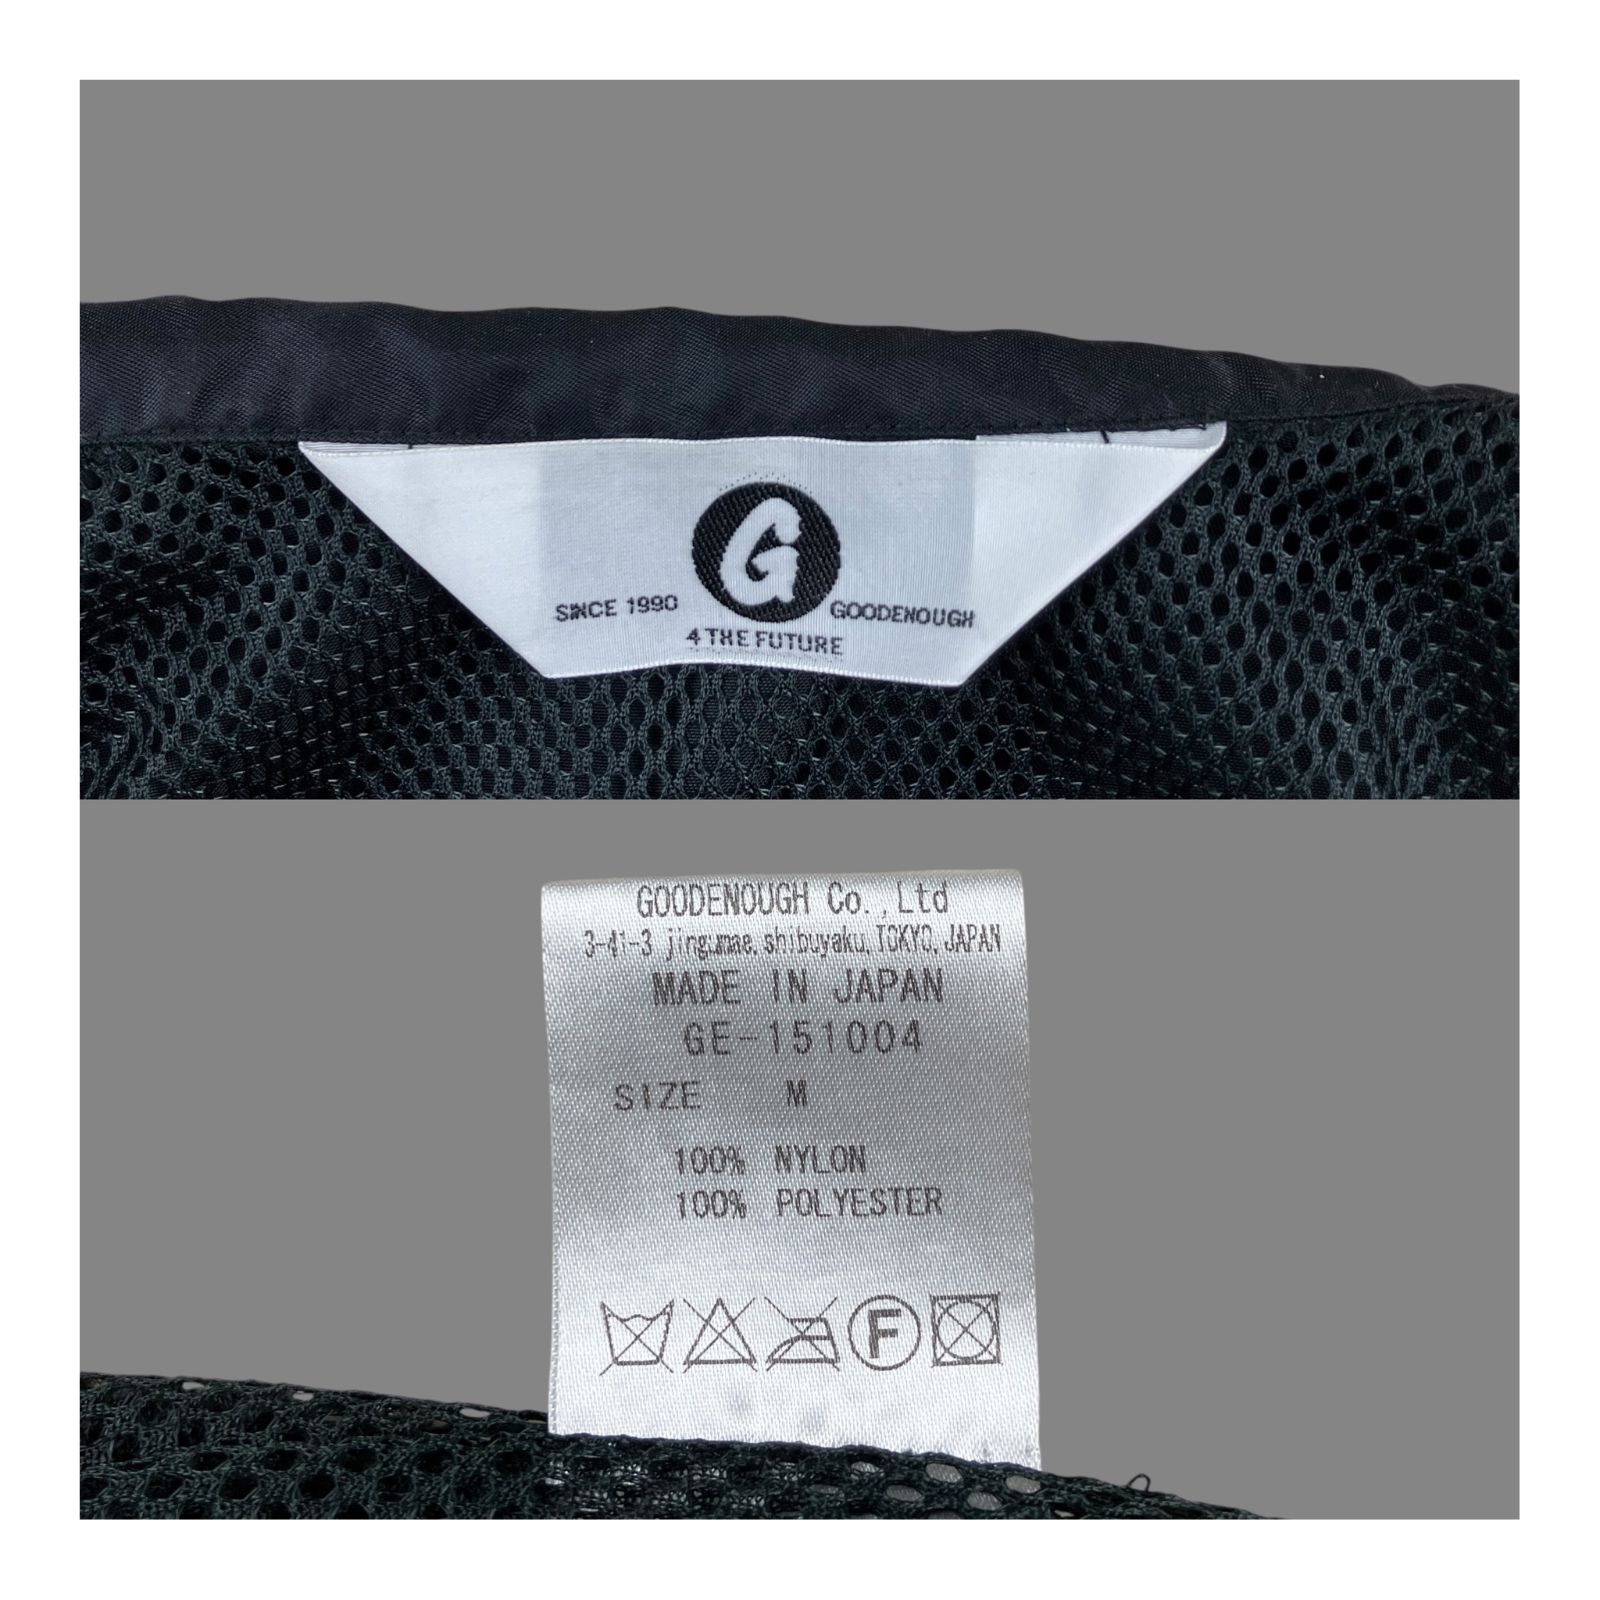 G
SINCE 1990
GOODENOUGH
4 THE FUTURE
GOODENOUGH Co.,Ltd
3-41-3 jingumae, shibuyaku, TOKYO, JAPAN
MADE IN JAPAN
GE-151004
SIZE M
100% NYLON
100% POLYESTER
F